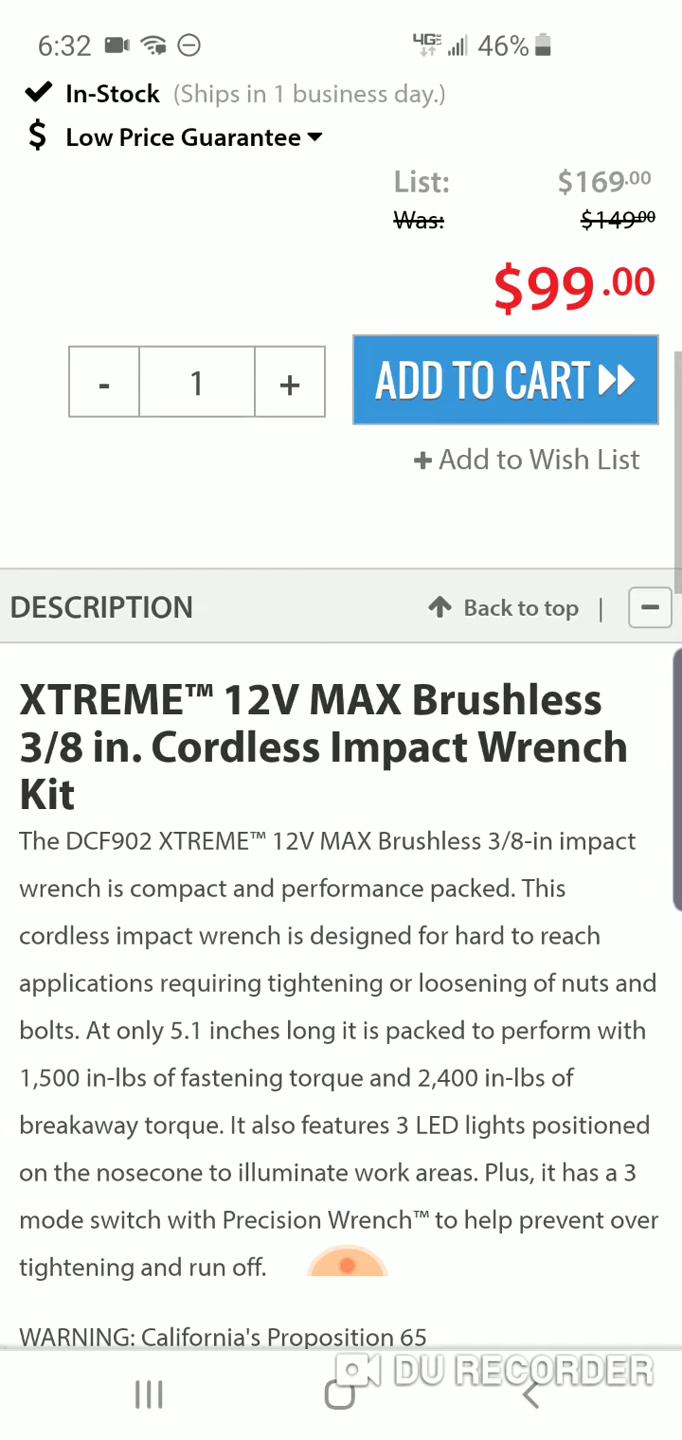 6:32 4GE 46%
In-Stock (Ships in 1 business day.)
$ Low Price Guarantee
List: $169.00
Was: $149.00
$99.00
- 1 + ADD TO CART
+ Add to Wish List
DESCRIPTION Back to top | −
XTREME™ 12V MAX Brushless
3/8 in. Cordless Impact Wrench
Kit
The DCF902 XTREME™ 12V MAX Brushless 3/8-in impact
wrench is compact and performance packed. This
cordless impact wrench is designed for hard to reach
applications requiring tightening or loosening of nuts and
bolts. At only 5.1 inches long it is packed to perform with
1,500 in-lbs of fastening torque and 2,400 in-lbs of
breakaway torque. It also features 3 LED lights positioned
on the nosecone to illuminate work areas. Plus, it has a 3
mode switch with Precision Wrench™ to help prevent over
tightening and run off.
WARNING: California's Proposition 65
DU RECORDER